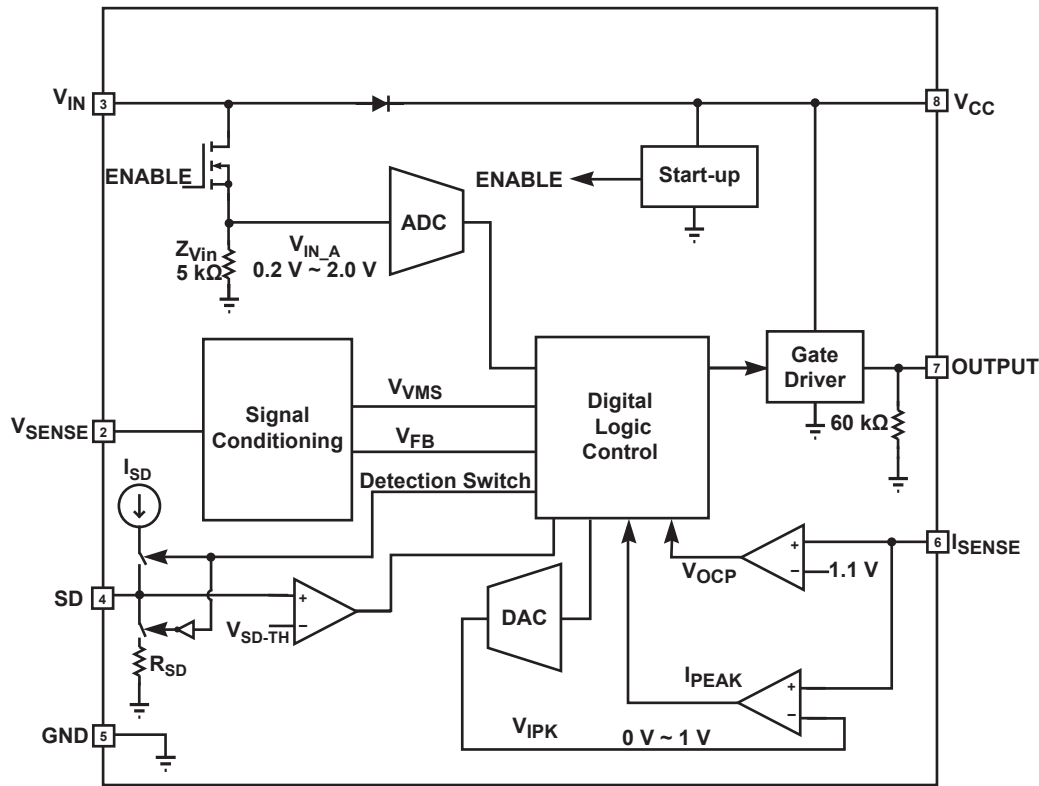 VIN 3
8 VCC
ENABLE
ENABLE
Start-up
ADC
ZVin
5 kΩ
VIN_A
0.2 V ~ 2.0 V
Gate
Driver
7 OUTPUT
60 kΩ
VSENSE 2
Signal
Conditioning
VVMS
VFB
Detection Switch
Digital
Logic
Control
ISD
6 ISENSE
+
−
1.1 V
VOCP
SD 4
+
−
VSD-TH
RSD
DAC
IPEAK
+
−
GND 5
VIPK
0 V ~ 1 V